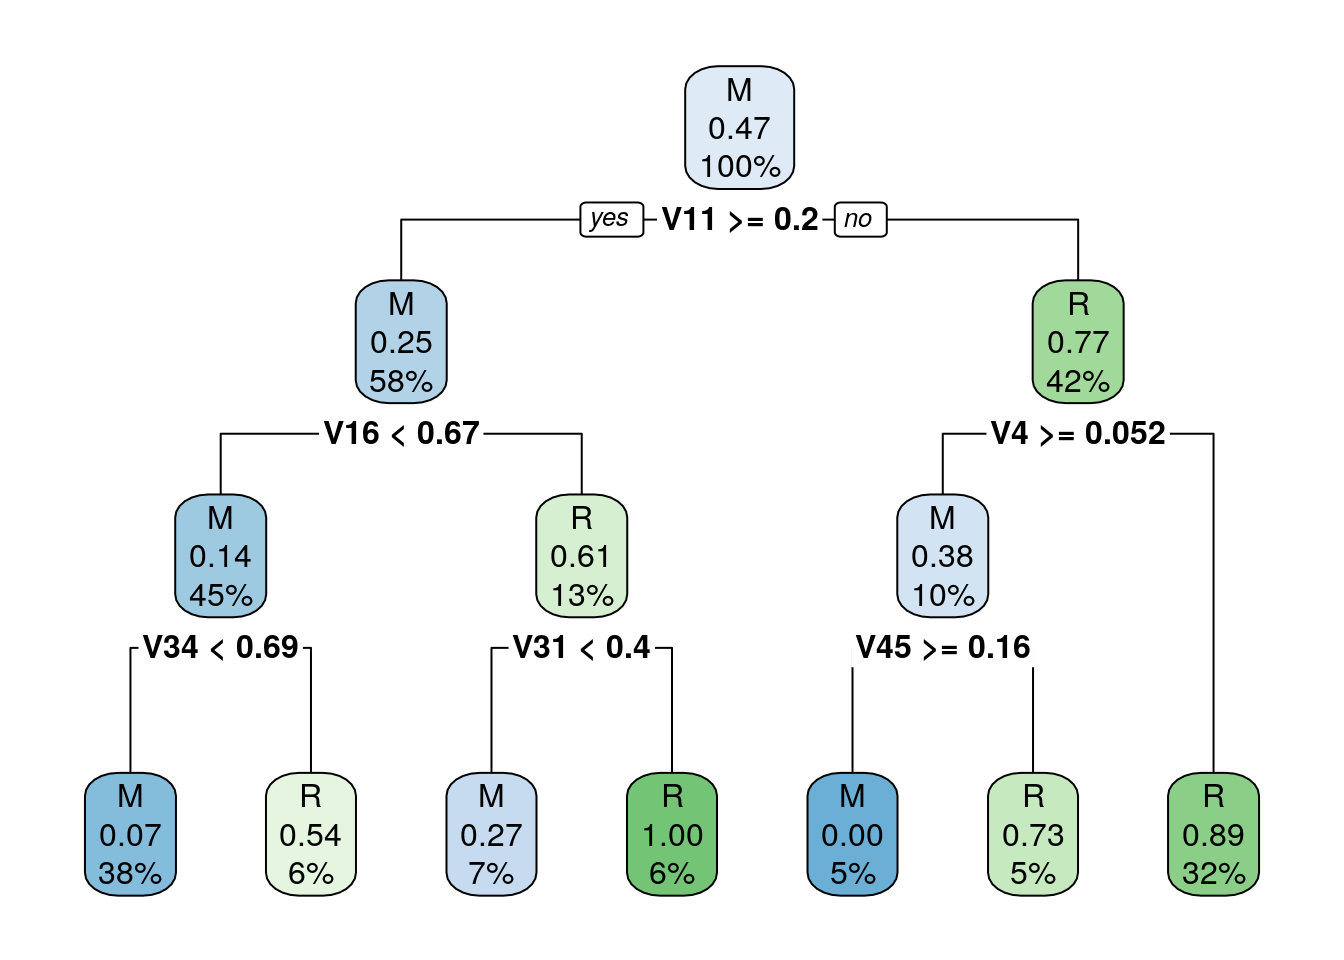 M
0.47
100%
yes V11 >= 0.2 no
M
0.25
58%
R
0.77
42%
V16 < 0.67
V4 >= 0.052
M
0.14
45%
R
0.61
13%
M
0.38
10%
V34 < 0.69
V31 < 0.4
V45 >= 0.16
M
0.07
38%
R
0.54
6%
M
0.27
7%
R
1.00
6%
M
0.00
5%
R
0.73
5%
R
0.89
32%